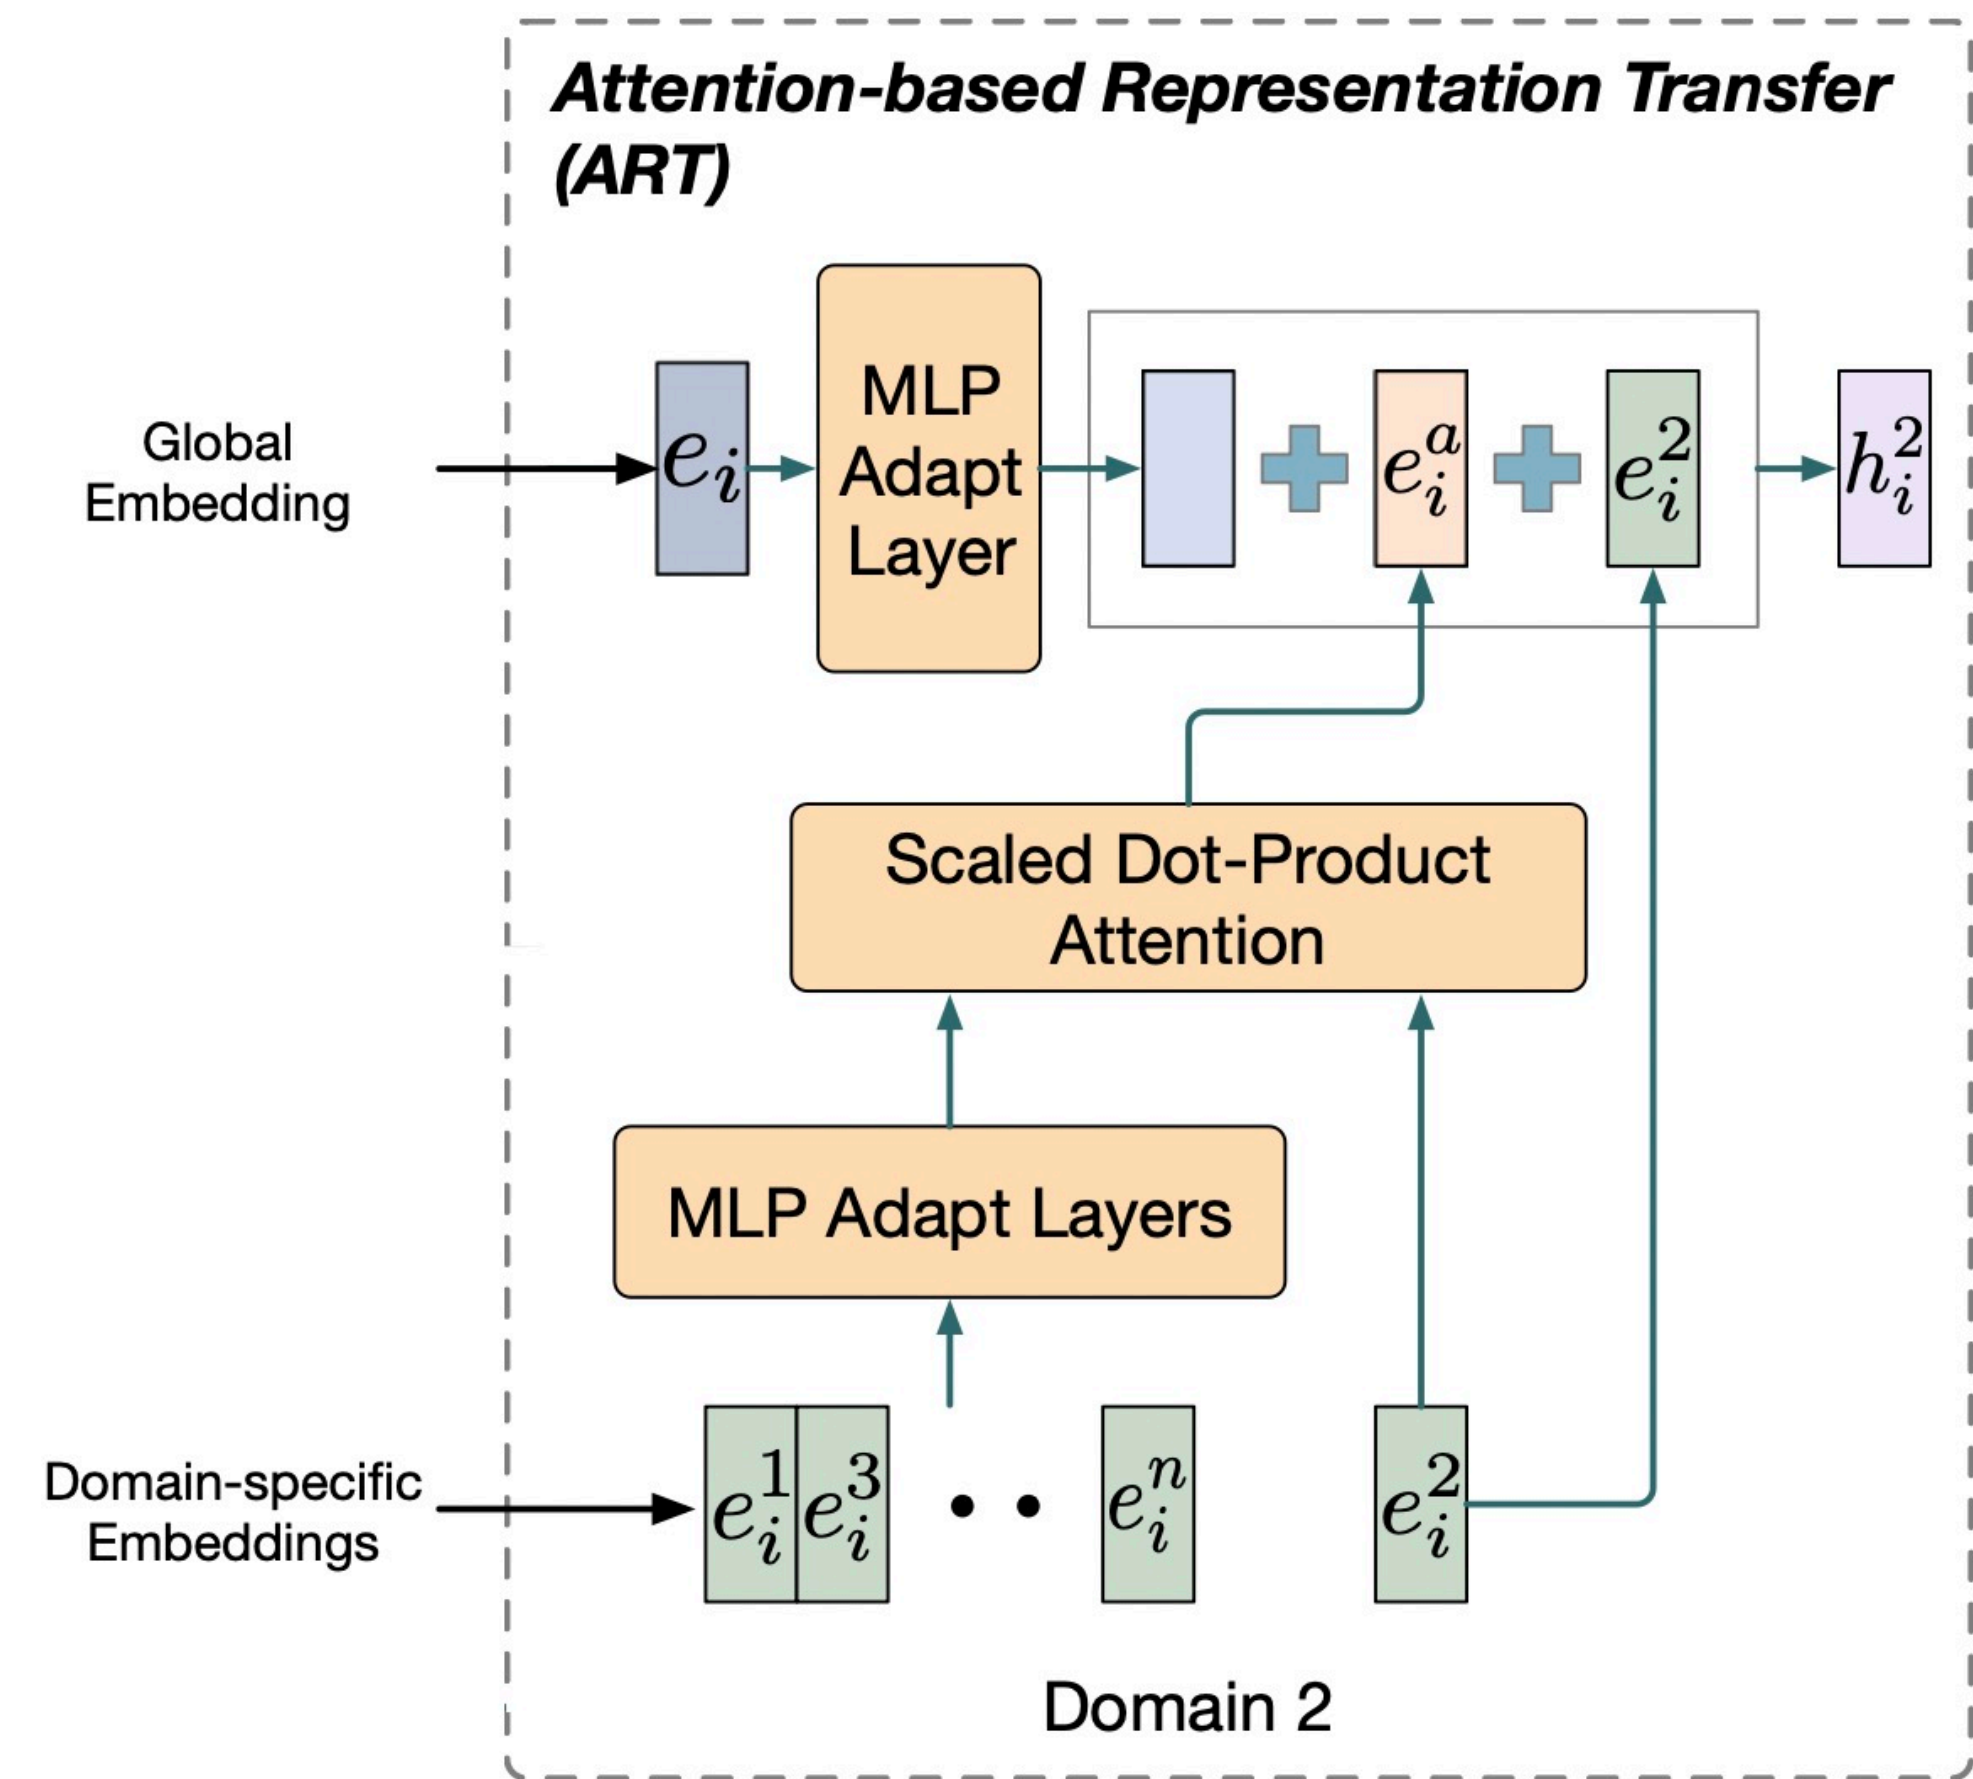 Attention-based Representation Transfer
(ART)
Global
Embedding
e_i
MLP
Adapt
Layer
e_i^a
e_i^2
h_i^2
Scaled Dot-Product
Attention
MLP Adapt Layers
Domain-specific
Embeddings
e_i^1 e_i^3 • • e_i^n e_i^2
Domain 2